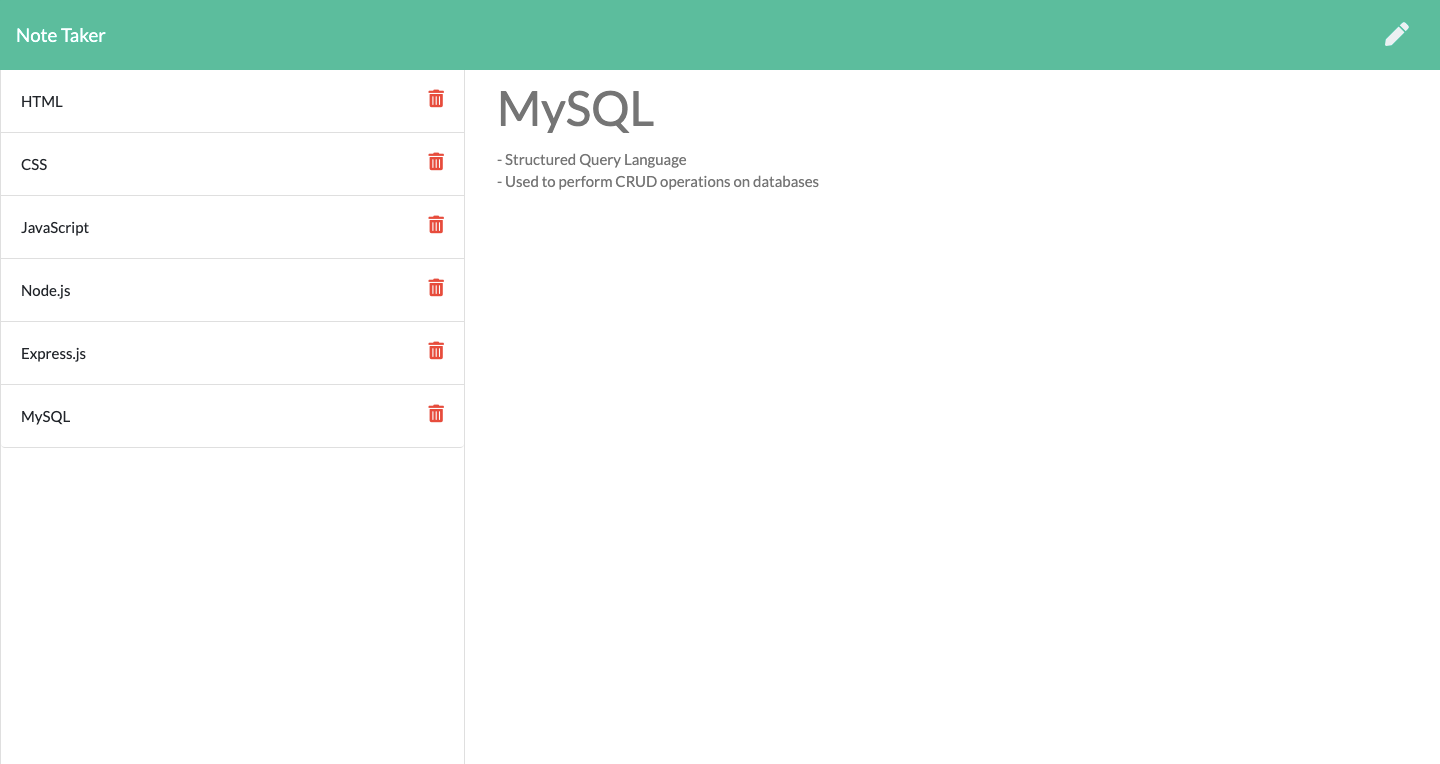 Note Taker
HTML
CSS
JavaScript
Node.js
Express.js
MySQL
MySQL
- Structured Query Language
- Used to perform CRUD operations on databases